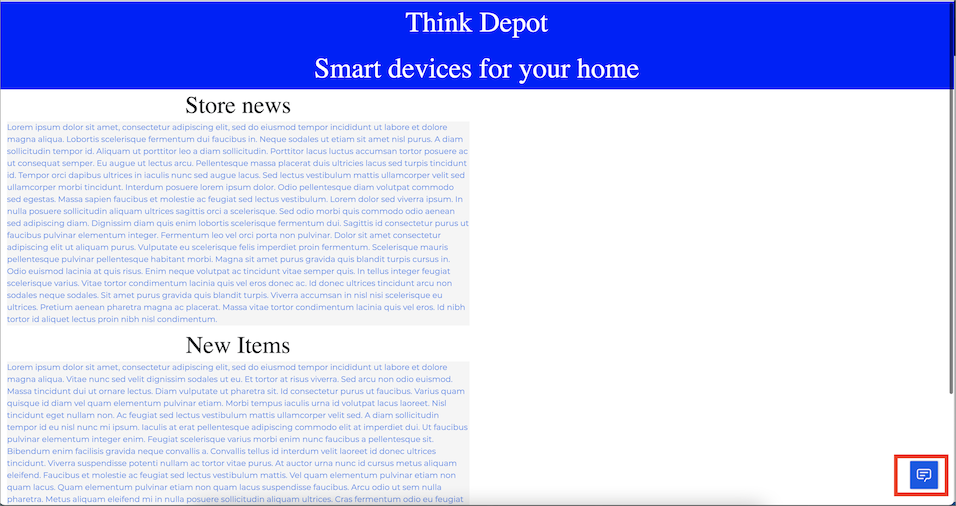 Think Depot
Smart devices for your home
Store news
Lorem ipsum dolor sit amet, consectetur adipiscing elit, sed do eiusmod tempor incididunt ut labore et dolore
magna aliqua. Lobortis scelerisque fermentum dui faucibus in. Neque sodales ut etiam sit amet nisl purus. A diam
sollicitudin tempor id. Aliquam ut porttitor leo a diam sollicitudin. Porttitor lacus luctus accumsan tortor posuere ac
ut consequat semper. Eu augue ut lectus arcu. Pellentesque massa placerat duis ultricies lacus sed turpis tincidunt
id. Tempor orci dapibus ultrices in iaculis nunc sed augue lacus. Sed lectus vestibulum mattis ullamcorper velit sed
ullamcorper morbi tincidunt. Interdum posuere lorem ipsum dolor. Odio pellentesque diam volutpat commodo
sed egestas. Massa sapien faucibus et molestie ac feugiat sed lectus vestibulum. Lorem dolor sed viverra ipsum. In
nulla posuere sollicitudin aliquam ultrices sagittis orci a scelerisque. Sed odio morbi quis commodo odio aenean
sed adipiscing diam. Dignissim diam quis enim lobortis scelerisque fermentum dui. Sagittis id consectetur purus ut
faucibus pulvinar elementum integer. Fermentum leo vel orci porta non pulvinar. Dolor sit amet consectetur
adipiscing elit ut aliquam purus. Vulputate eu scelerisque felis imperdiet proin fermentum. Scelerisque mauris
pellentesque pulvinar pellentesque habitant morbi. Magna sit amet purus gravida quis blandit turpis cursus in.
Odio euismod lacinia at quis risus. Enim neque volutpat ac tincidunt vitae semper quis. In tellus integer feugiat
scelerisque varius. Vitae tortor condimentum lacinia quis vel eros donec ac. Id donec ultrices tincidunt arcu non
sodales neque sodales. Sit amet purus gravida quis blandit turpis. Viverra accumsan in nisl nisi scelerisque eu
ultrices. Pretium aenean pharetra magna ac placerat. Massa vitae tortor condimentum lacinia quis vel eros. Id nibh
tortor id aliquet lectus proin nibh nisl condimentum.
New Items
Lorem ipsum dolor sit amet, consectetur adipiscing elit, sed do eiusmod tempor incididunt ut labore et dolore
magna aliqua. Vitae nunc sed velit dignissim sodales ut eu. Et tortor at risus viverra. Sed arcu non odio euismod.
Massa tincidunt dui ut ornare lectus. Diam vulputate ut pharetra sit. Id consectetur purus ut faucibus. Varius quam
quisque id diam vel quam elementum pulvinar etiam. Morbi tempus iaculis urna id volutpat lacus laoreet. Nisl
tincidunt eget nullam non. Ac feugiat sed lectus vestibulum mattis ullamcorper velit sed. A diam sollicitudin
tempor id eu nisl nunc mi ipsum. Iaculis at erat pellentesque adipiscing commodo elit at imperdiet dui. Ut faucibus
pulvinar elementum integer enim. Feugiat scelerisque varius morbi enim nunc faucibus a pellentesque sit.
Bibendum enim facilisis gravida neque convallis a. Convallis tellus id interdum velit laoreet id donec ultrices
tincidunt. Viverra suspendisse potenti nullam ac tortor vitae purus. At auctor urna nunc id cursus metus aliquam
eleifend. Faucibus et molestie ac feugiat sed lectus vestibulum. Quam elementum pulvinar etiam non quam
quam lacus. Quam elementum pulvinar etiam non quam lacus suspendisse faucibus. Arcu odio ut sem nulla
pharetra. Metus aliquam eleifend mi in nulla posuere sollicitudin aliquam ultrices. Cras fermentum odio eu feugiat